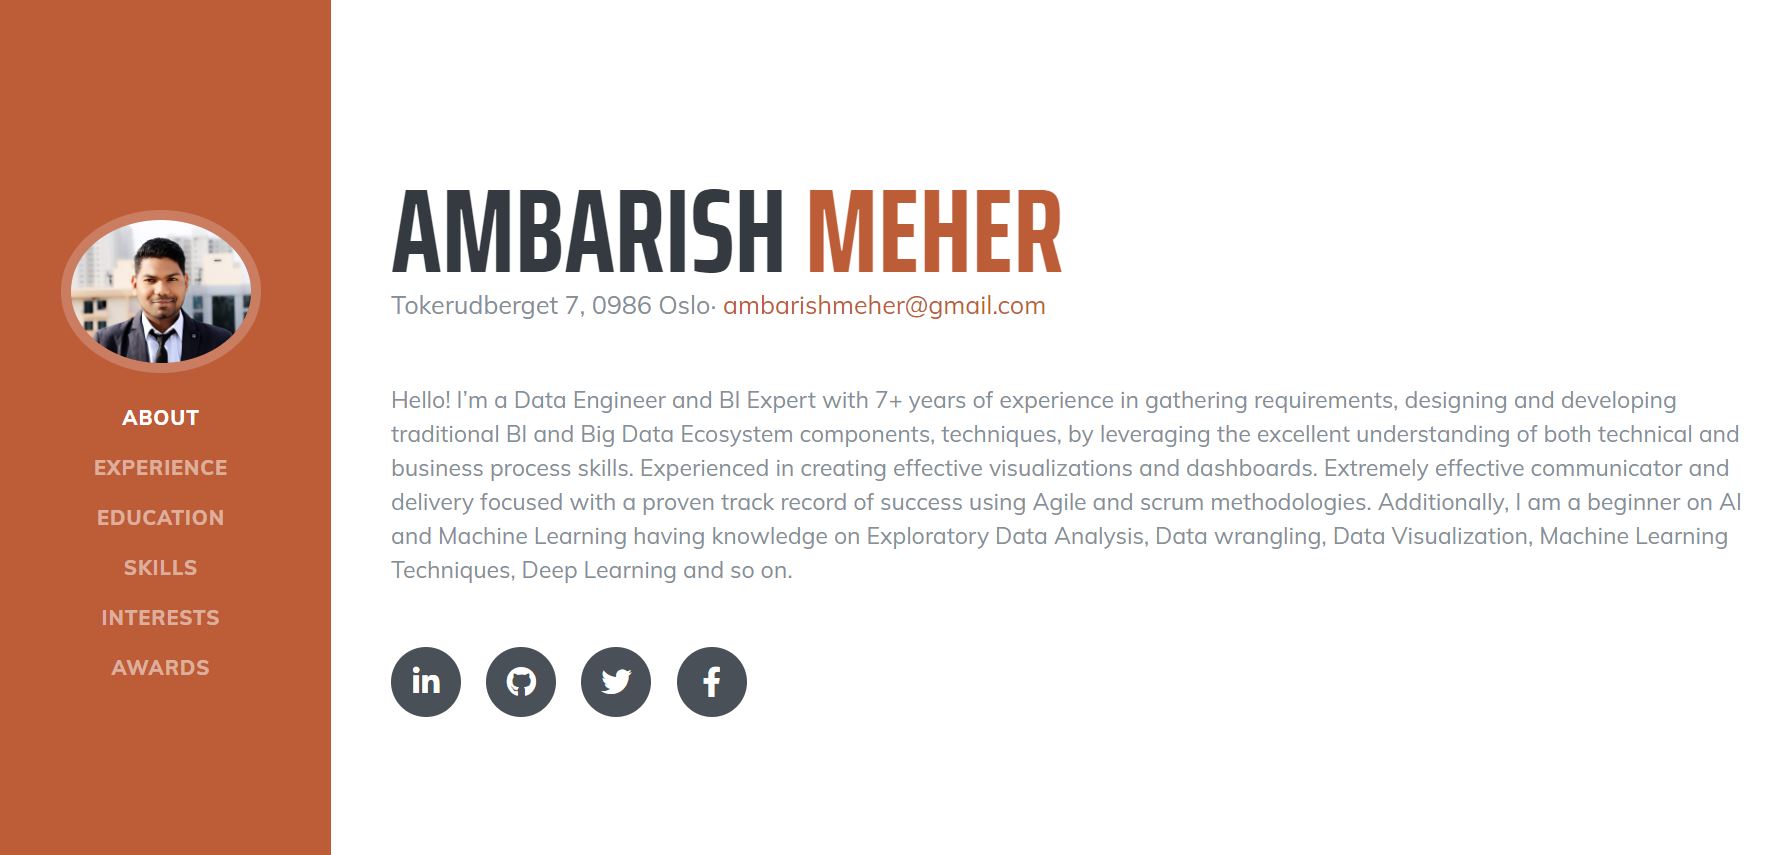 ABOUT
EXPERIENCE
EDUCATION
SKILLS
INTERESTS
AWARDS
AMBARISH MEHER
Tokerudberget 7, 0986 Oslo· ambarishmeher@gmail.com
Hello! I’m a Data Engineer and BI Expert with 7+ years of experience in gathering requirements, designing and developing
traditional BI and Big Data Ecosystem components, techniques, by leveraging the excellent understanding of both technical and
business process skills. Experienced in creating effective visualizations and dashboards. Extremely effective communicator and
delivery focused with a proven track record of success using Agile and scrum methodologies. Additionally, I am a beginner on AI
and Machine Learning having knowledge on Exploratory Data Analysis, Data wrangling, Data Visualization, Machine Learning
Techniques, Deep Learning and so on.
in